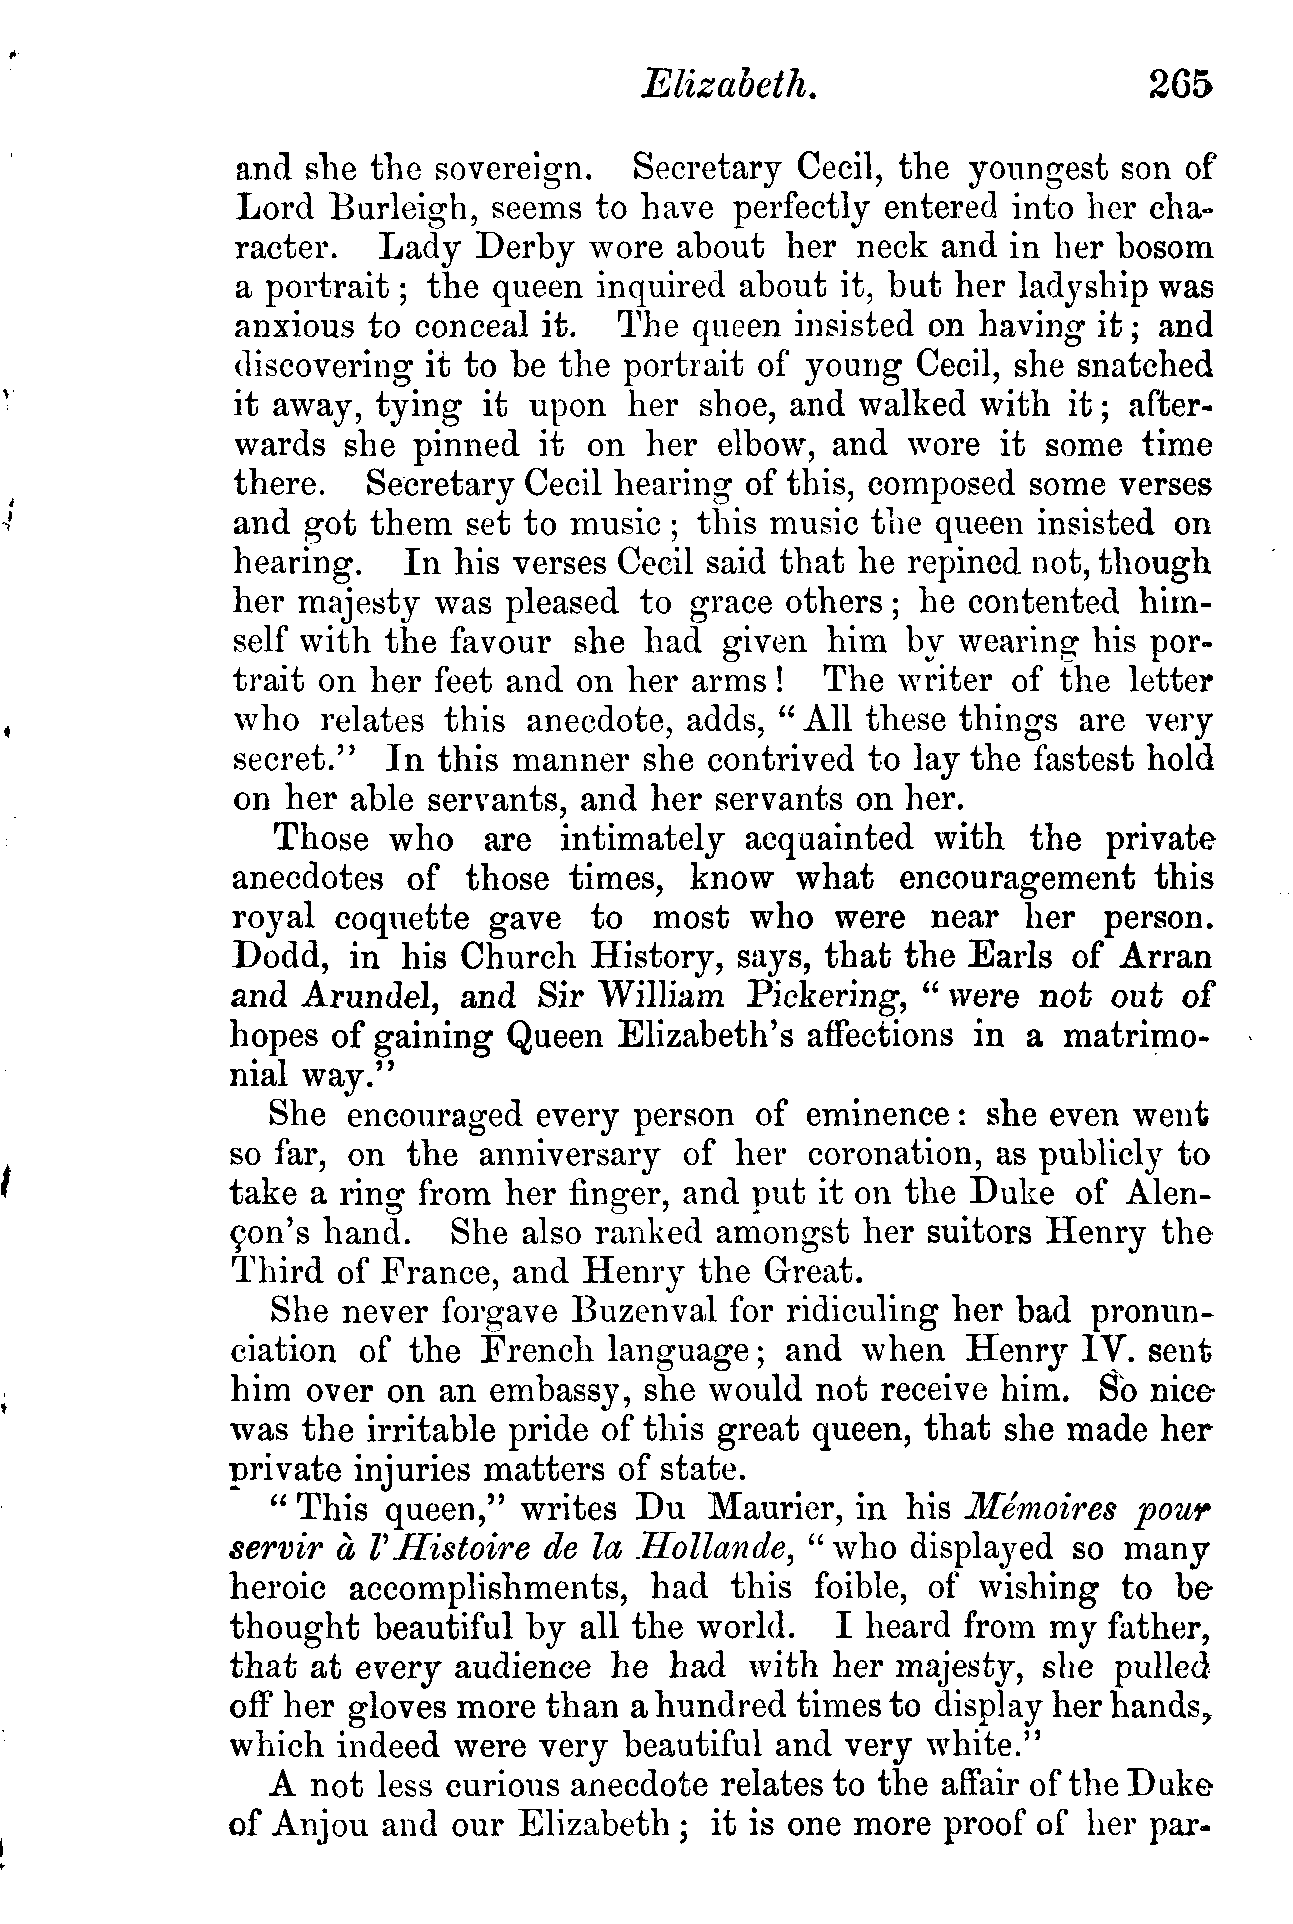 Elizabeth. 265
and she the sovereign. Secretary Cecil, the youngest son of
Lord Burleigh, seems to have perfectly entered into her cha-
racter. Lady Derby wore about her neck and in her bosom
a portrait; the queen inquired about it, but her ladyship was
anxious to conceal it. The queen insisted on having it; and
discovering it to be the portrait of young Cecil, she snatched
it away, tying it upon her shoe, and walked with it; after-
wards she pinned it on her elbow, and wore it some time
there. Secretary Cecil hearing of this, composed some verses
and got them set to music; this music the queen insisted on
hearing. In his verses Cecil said that he repined not, though
her majesty was pleased to grace others; he contented him-
self with the favour she had given him by wearing his por-
trait on her feet and on her arms! The writer of the letter
who relates this anecdote, adds, "All these things are very
secret." In this manner she contrived to lay the fastest hold
on her able servants, and her servants on her.
Those who are intimately acquainted with the private
anecdotes of those times, know what encouragement this
royal coquette gave to most who were near her person.
Dodd, in his Church History, says, that the Earls of Arran
and Arundel, and Sir William Pickering, "were not out of
hopes of gaining Queen Elizabeth's affections in a matrimo-
nial way."
She encouraged every person of eminence: she even went
so far, on the anniversary of her coronation, as publicly to
take a ring from her finger, and put it on the Duke of Alen-
çon's hand. She also ranked amongst her suitors Henry the
Third of France, and Henry the Great.
She never forgave Buzenval for ridiculing her bad pronun-
ciation of the French language; and when Henry IV. sent
him over on an embassy, she would not receive him. So nice
was the irritable pride of this great queen, that she made her
private injuries matters of state.
"This queen," writes Du Maurier, in his Mémoires pour
servir à l'Histoire de la Hollande, "who displayed so many
heroic accomplishments, had this foible, of wishing to be
thought beautiful by all the world. I heard from my father,
that at every audience he had with her majesty, she pulled
off her gloves more than a hundred times to display her hands,
which indeed were very beautiful and very white."
A not less curious anecdote relates to the affair of the Duke
of Anjou and our Elizabeth; it is one more proof of her par-